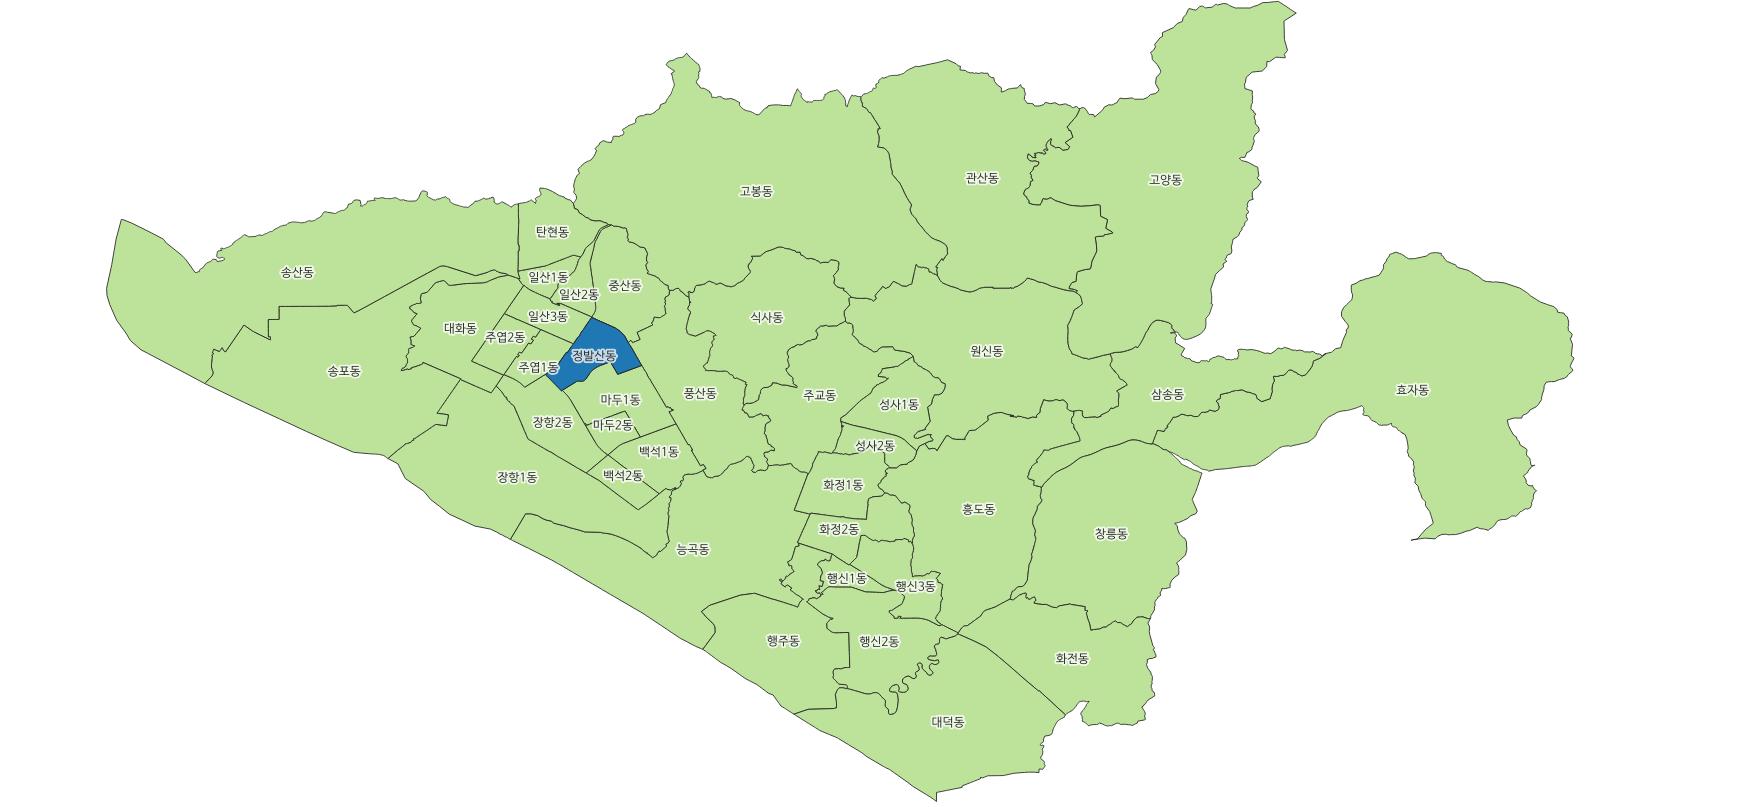 관산동
고양동
고봉동
탄현동
송산동
일산1동
중산동
일산2동
일산3동
식사동
대화동
주엽2동
정발산동
원신동
주엽1동
송포동
효자동
풍산동
주교동
삼송동
마두1동
성사1동
장항2동
마두2동
성사2동
백석1동
백석2동
장항1동
화정1동
흥도동
화정2동
창릉동
능곡동
행신1동
행신3동
행주동
행신2동
화전동
대덕동